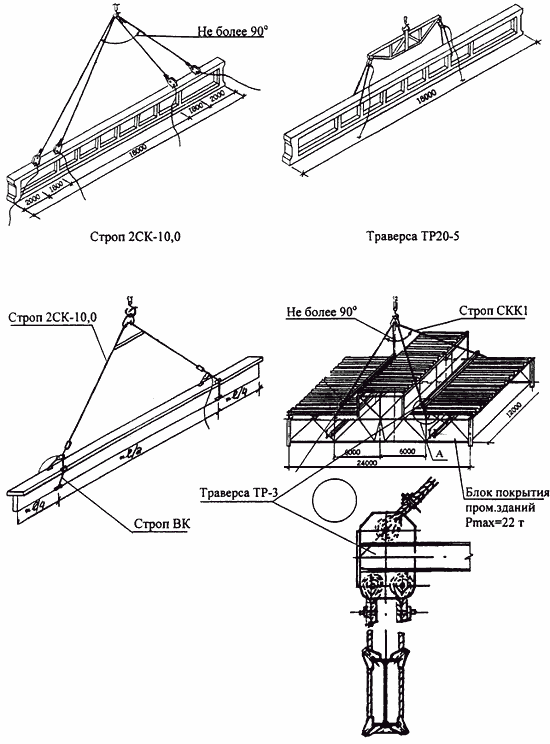 Не более 90°
1800
2000
18000
2000
1800
18000
Строп 2СК-10,0
Траверса ТР20-5
Строп 2СК-10,0
Не более 90°
Строп СКК1
12000
А
6000
6000
24000
Траверса ТР-3
Блок покрытия
пром.зданий
Pmax=22 т
Строп ВК